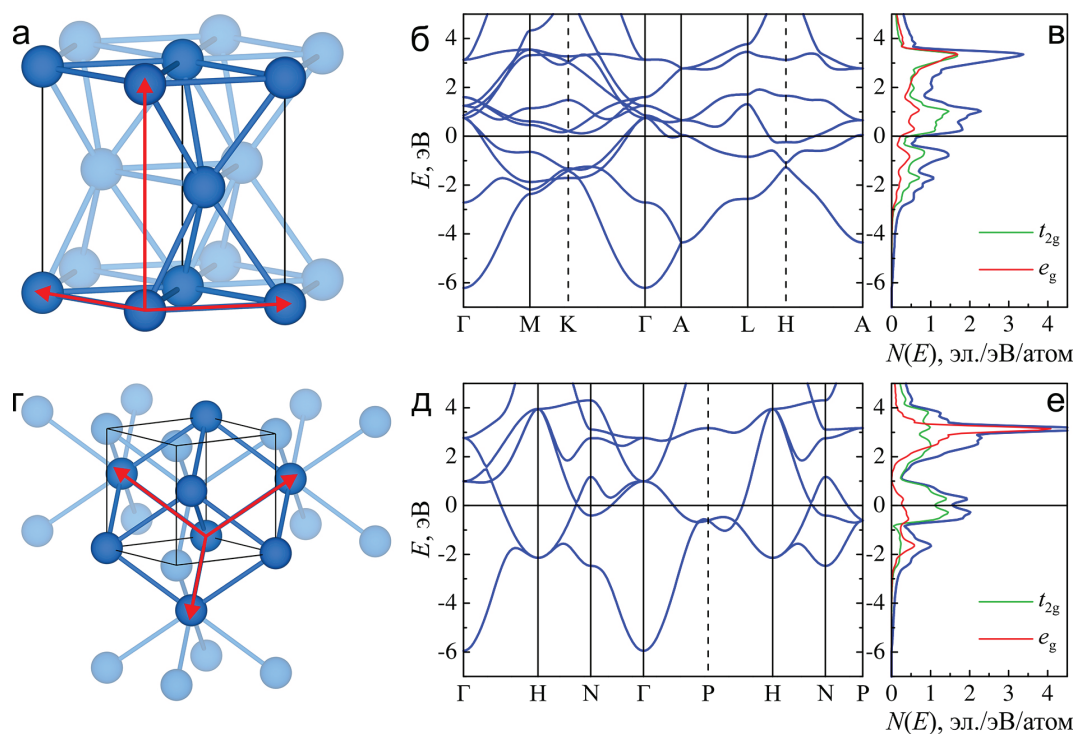 а
б
в
E, эВ
4
2
0
-2
-4
-6
Γ M K Γ A L H A
t2g
eg
0 1 2 3 4
N(E), эл./эВ/атом
г
д
е
E, эВ
4
2
0
-2
-4
-6
Γ H N Γ P H N P
t2g
eg
0 1 2 3 4
N(E), эл./эВ/атом